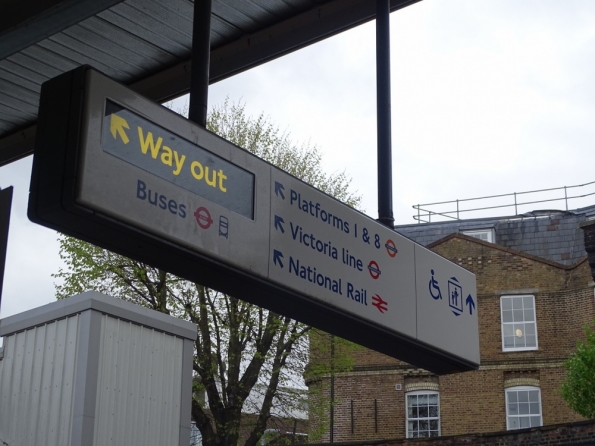 Way out
Buses
Platforms 1 & 8
Victoria line
National Rail